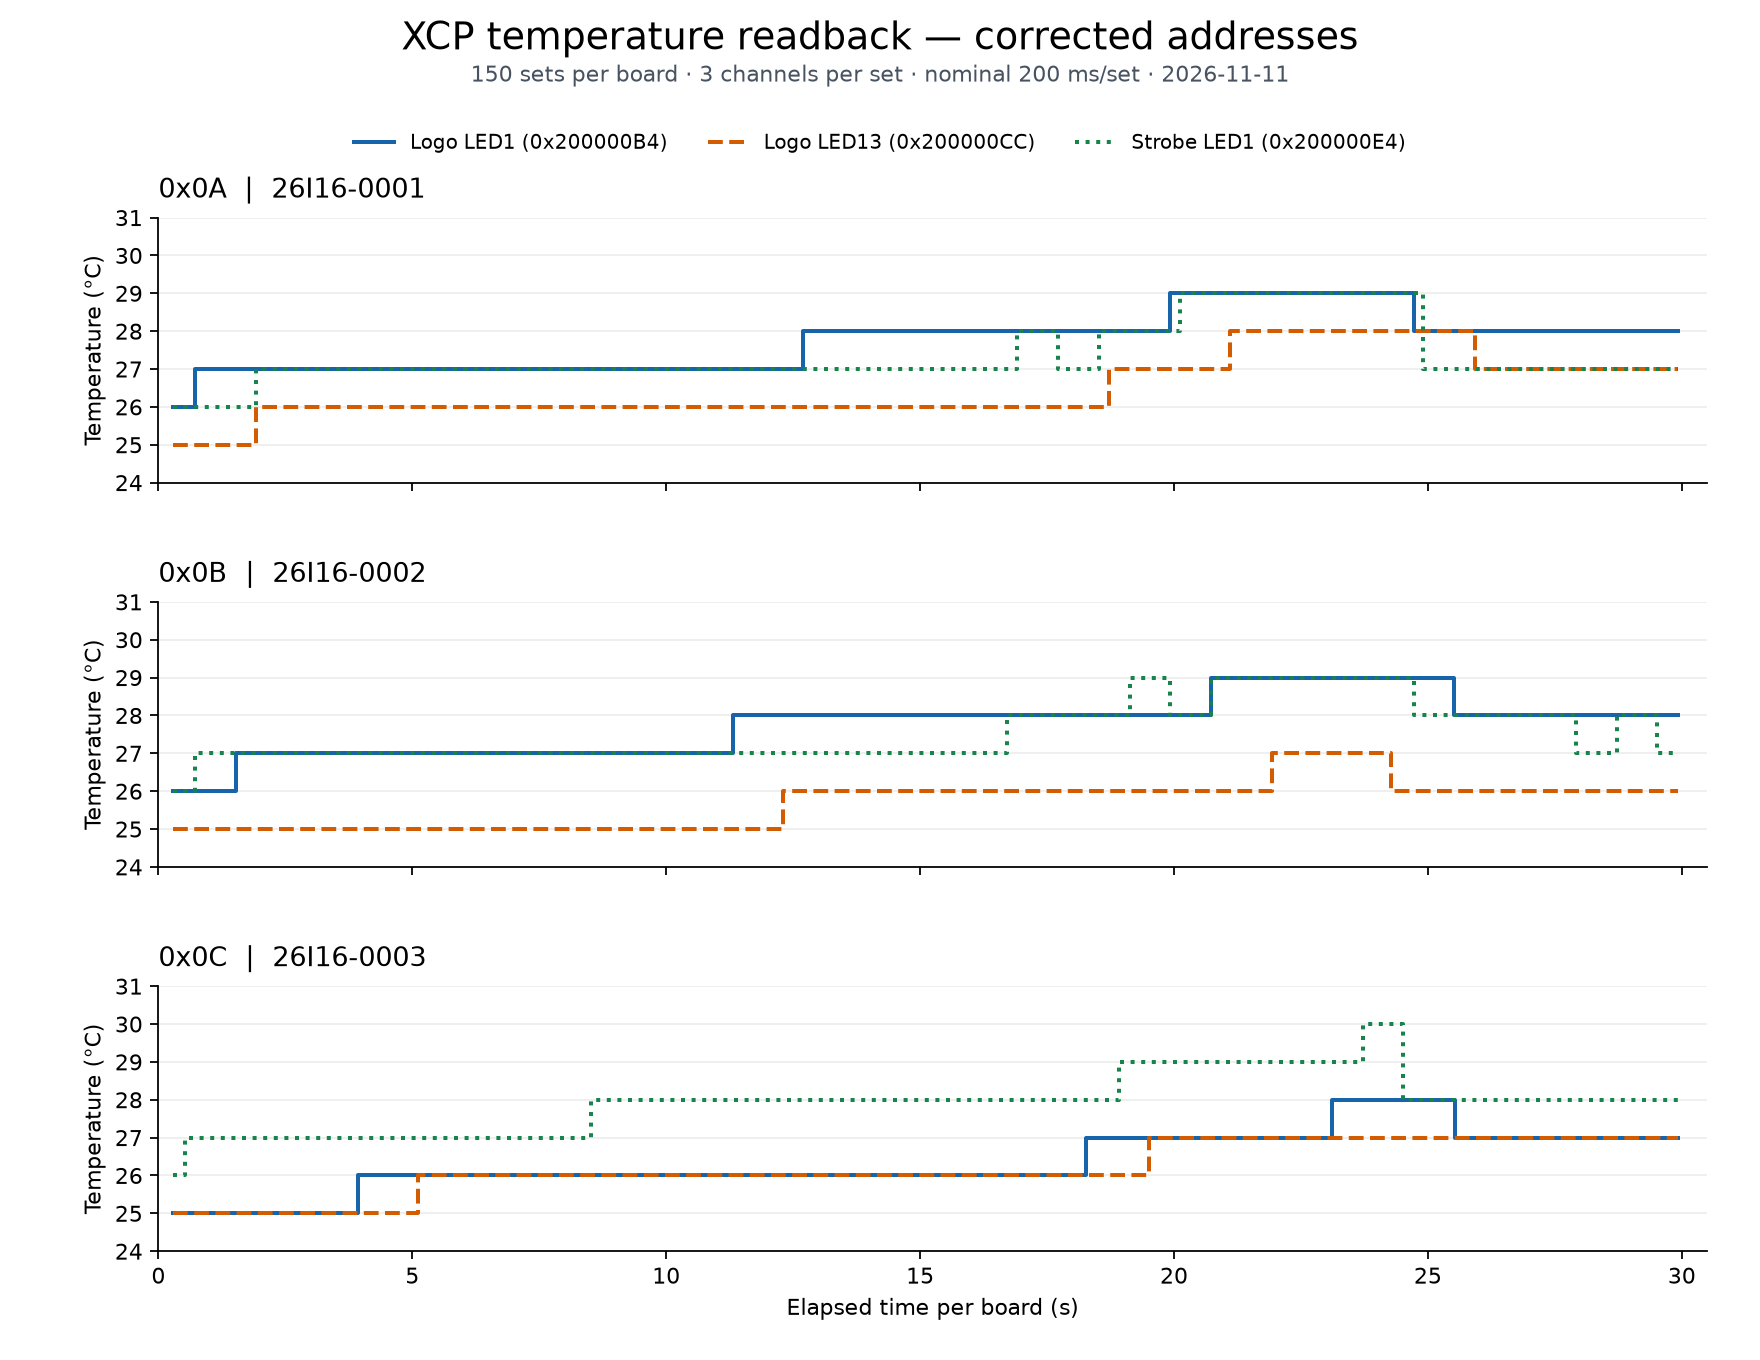 XCP temperature readback — corrected addresses
150 sets per board · 3 channels per set · nominal 200 ms/set · 2026-11-11
Logo LED1 (0x200000B4) Logo LED13 (0x200000CC) Strobe LED1 (0x200000E4)
0x0A | 26I16-0001
Temperature (°C)
31
30
29
28
27
26
25
24
0x0B | 26I16-0002
Temperature (°C)
31
30
29
28
27
26
25
24
0x0C | 26I16-0003
Temperature (°C)
31
30
29
28
27
26
25
24
0 5 10 15 20 25 30
Elapsed time per board (s)